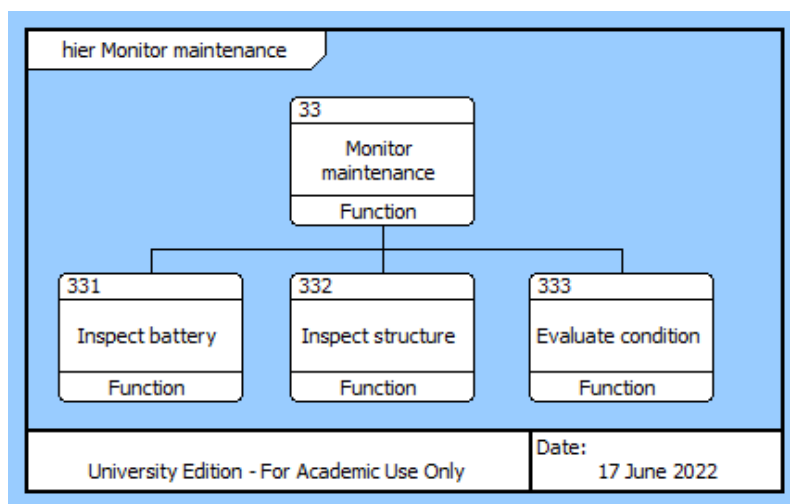 hier Monitor maintenance
33
Monitor
maintenance
Function
331
Inspect battery
Function
332
Inspect structure
Function
333
Evaluate condition
Function
University Edition - For Academic Use Only
Date:
17 June 2022